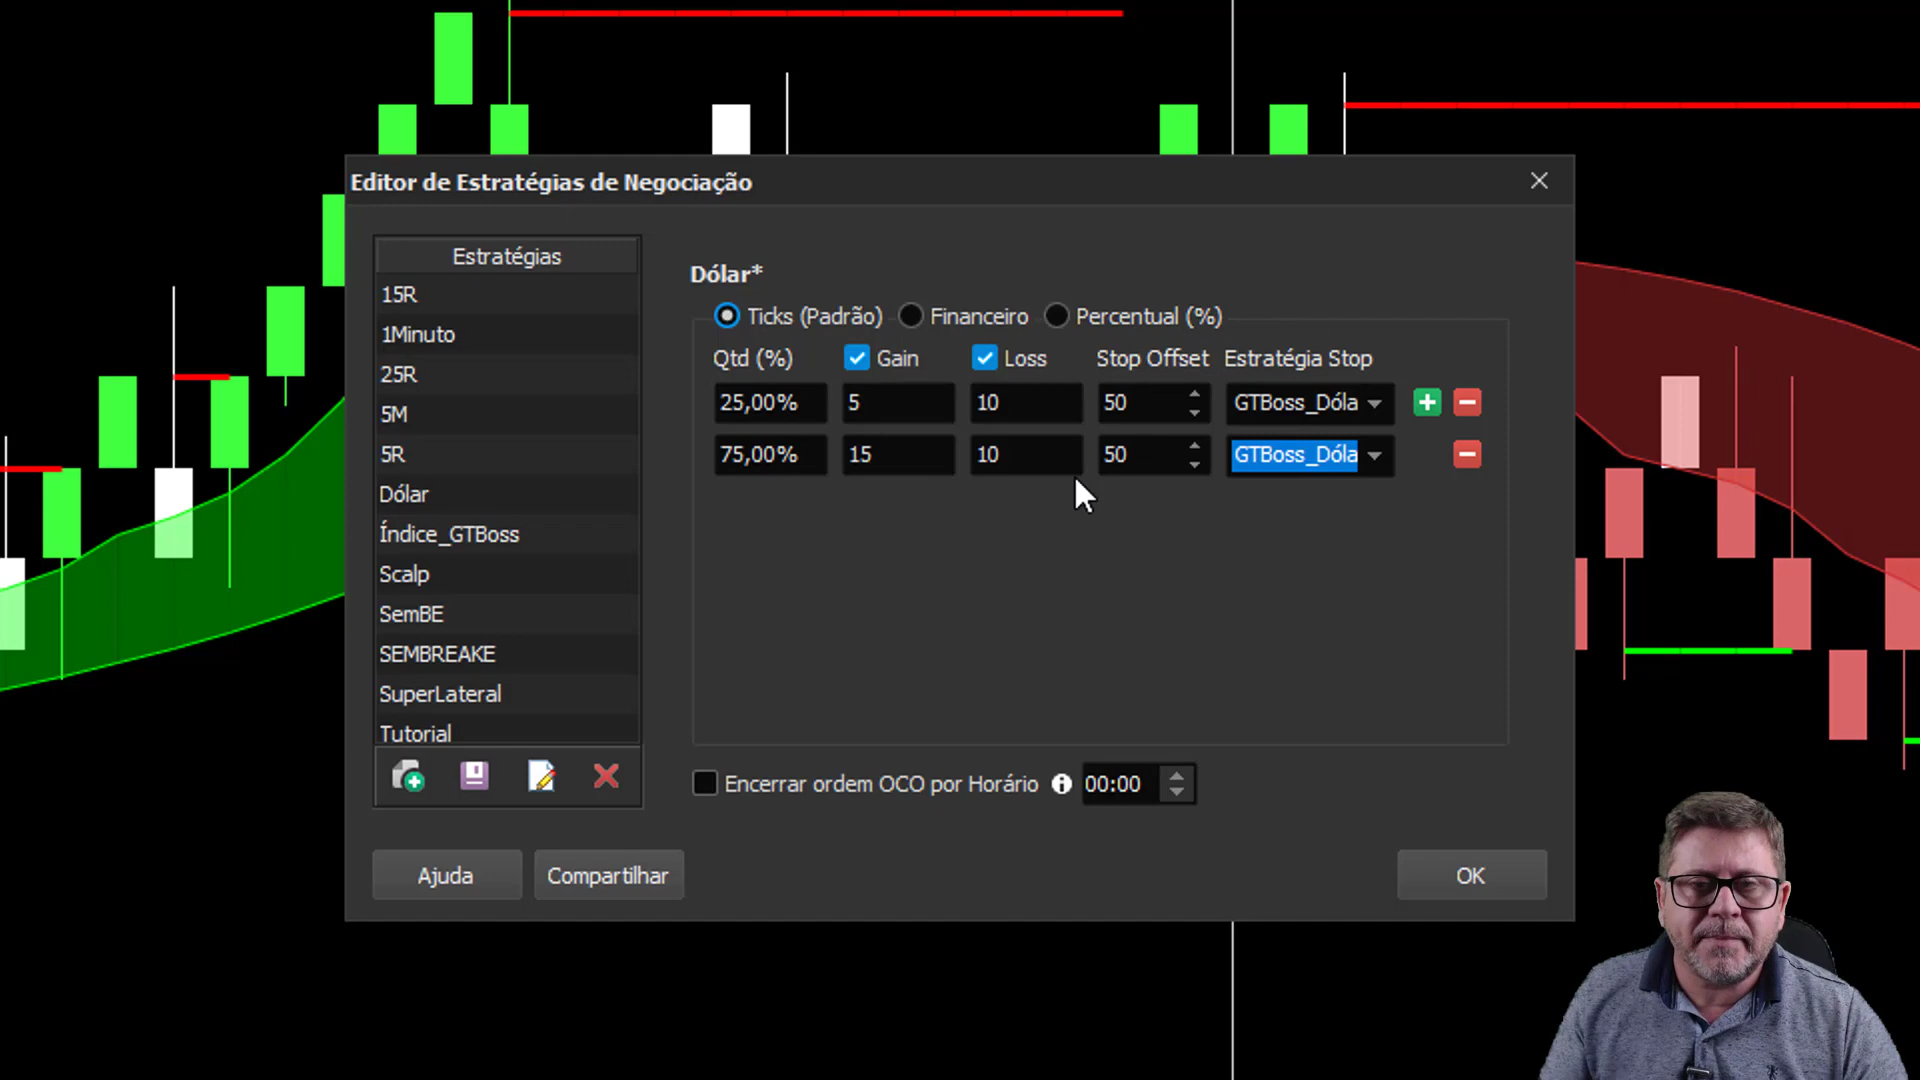 Editor de Estratégias de Negociação
Estratégias
15R
1Minuto
25R
5M
5R
Dólar
Índice_GTBoss
Scalp
SemBE
SEMBREAKE
SuperLateral
Tutorial
Dólar*
Ticks (Padrão) Financeiro Percentual (%)
Qtd (%) Gain Loss Stop Offset Estratégia Stop
25,00% 5 10 50 GTBoss_Dóla
75,00% 15 10 50 GTBoss_Dóla
Encerrar ordem OCO por Horário 00:00
Ajuda Compartilhar OK